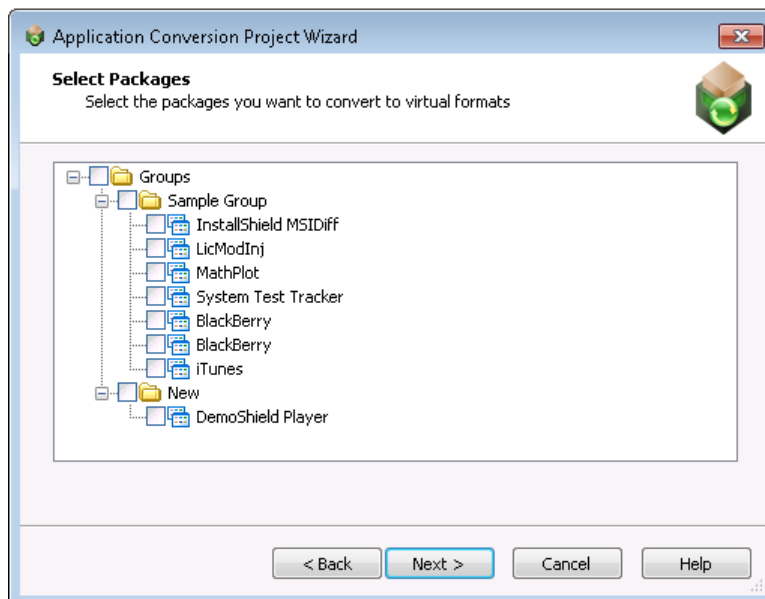 Application Conversion Project Wizard
Select Packages
Select the packages you want to convert to virtual formats
Groups
Sample Group
InstallShield MSIDiff
LicModInj
MathPlot
System Test Tracker
BlackBerry
BlackBerry
iTunes
New
DemoShield Player
< Back Next > Cancel Help